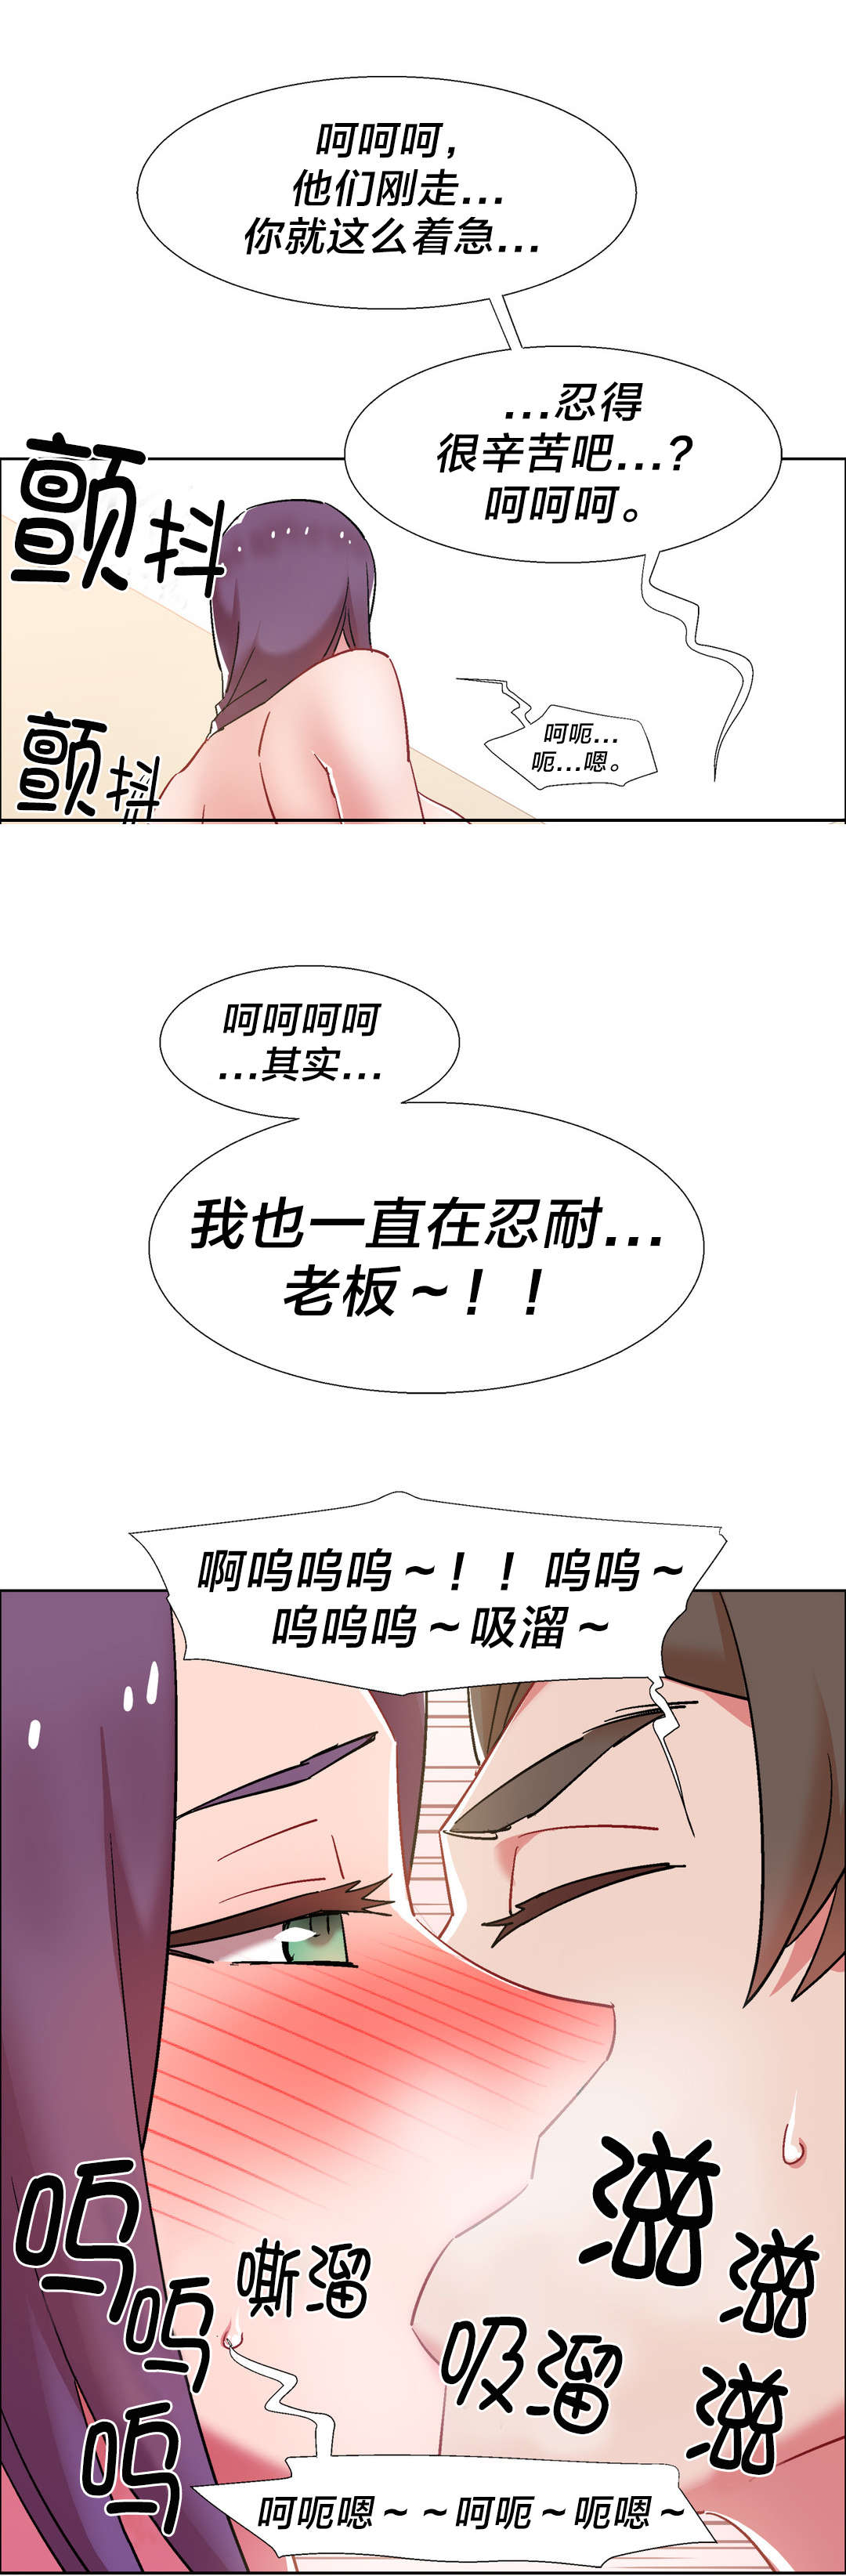 呵呵呵，
他们刚走...
你就这么着急...
...忍得
很辛苦吧...？
呵呵呵。
颤抖
呵呃...
呃...嗯。
颤抖
呵呵呵呵
...其实...
我也一直在忍耐...
老板～！！
啊呜呜呜～！！呜呜～
呜呜呜～吸溜～
滋
滋
滋
呜
呜
呜
嘶溜
吸溜
呵呃嗯～～呵呃～呃嗯～